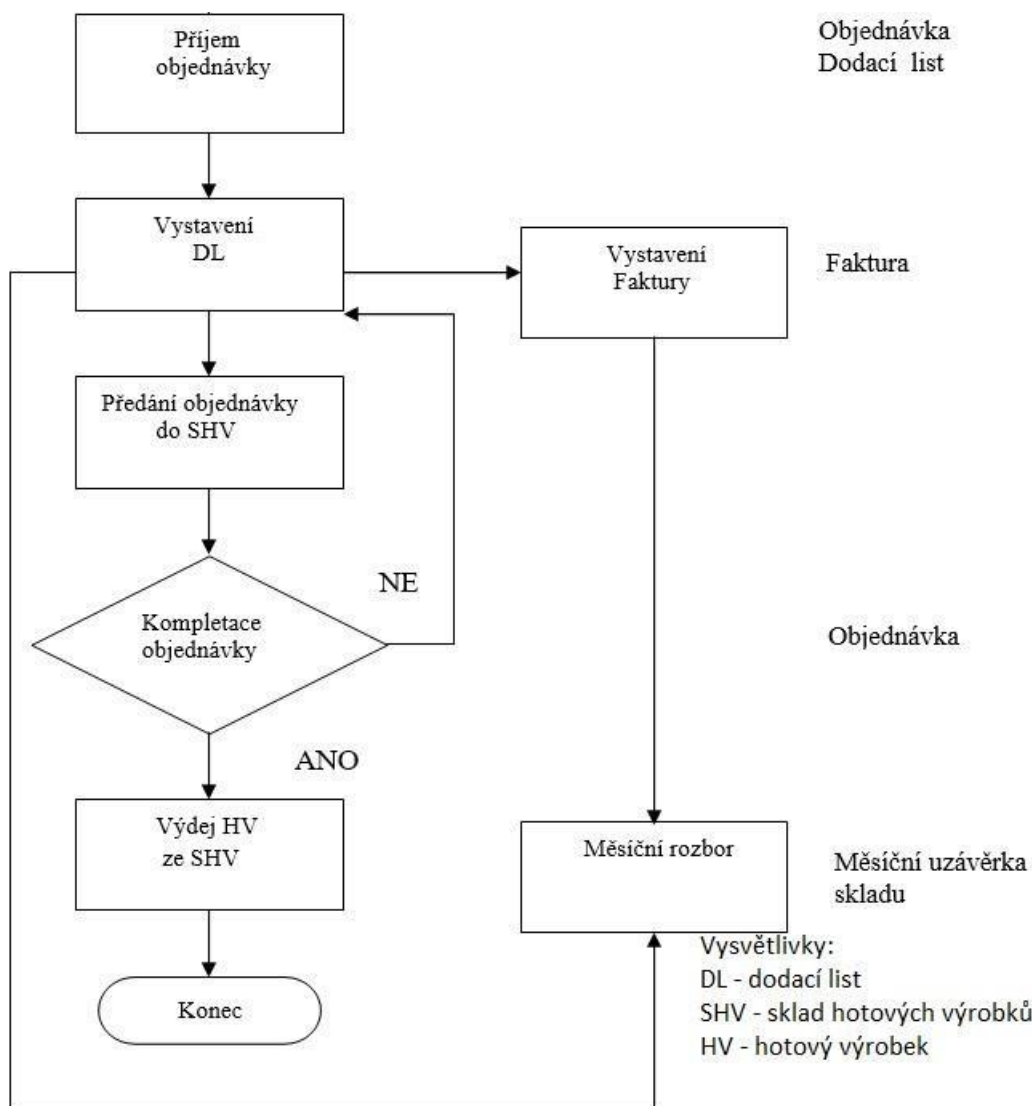 Příjem
objednávky
Objednávka
Dodací list
Vystavení
DL
Vystavení
Faktury
Faktura
Předání objednávky
do SHV
NE
Kompletace
objednávky
Objednávka
ANO
Výdej HV
ze SHV
Měsíční rozbor
Měsíční uzávěrka
skladu
Vysvětlivky:
DL - dodací list
SHV - sklad hotových výrobků
HV - hotový výrobek
Konec